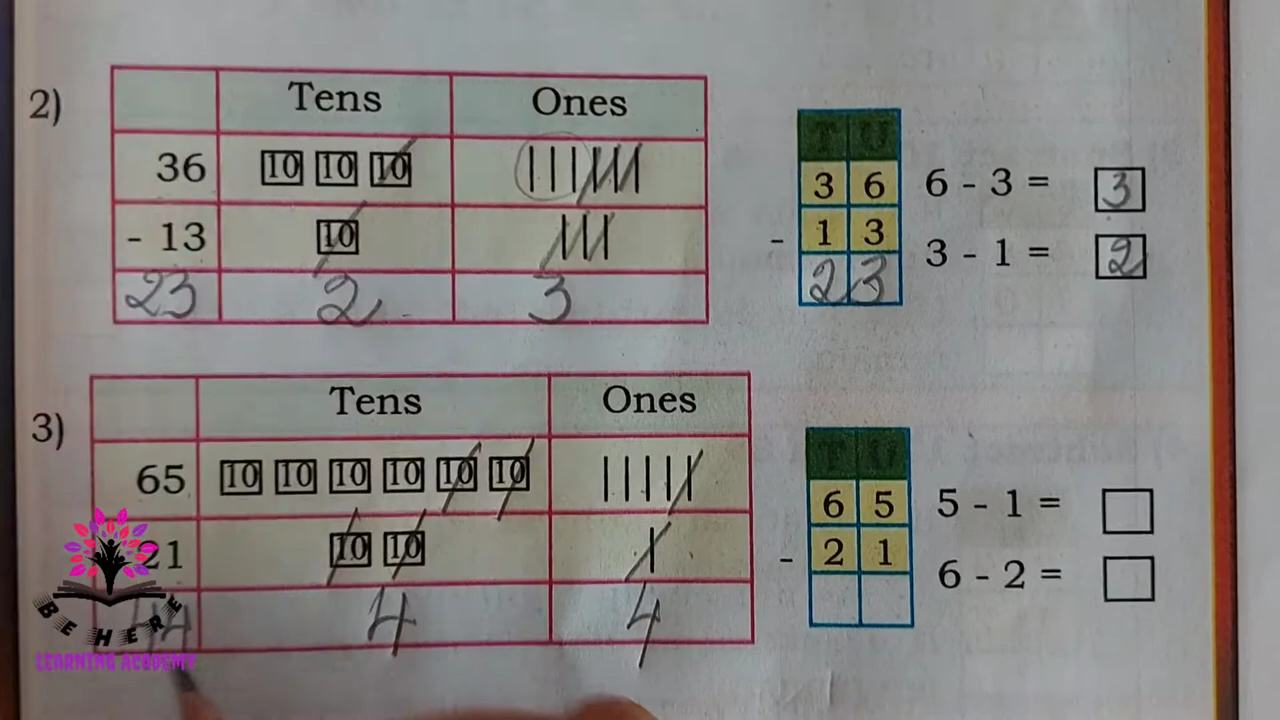 2)
Tens Ones
36 10 10 10
- 13 10
23 2 3
T U
3 6
- 1 3
2 3
6 - 3 = 3
3 - 1 = 2
3)
Tens Ones
65 10 10 10 10 10 10
21 10 10
44 4 4
T U
6 5
- 2 1
5 - 1 =
6 - 2 =
BE HERE
LEARNING ACADEMY